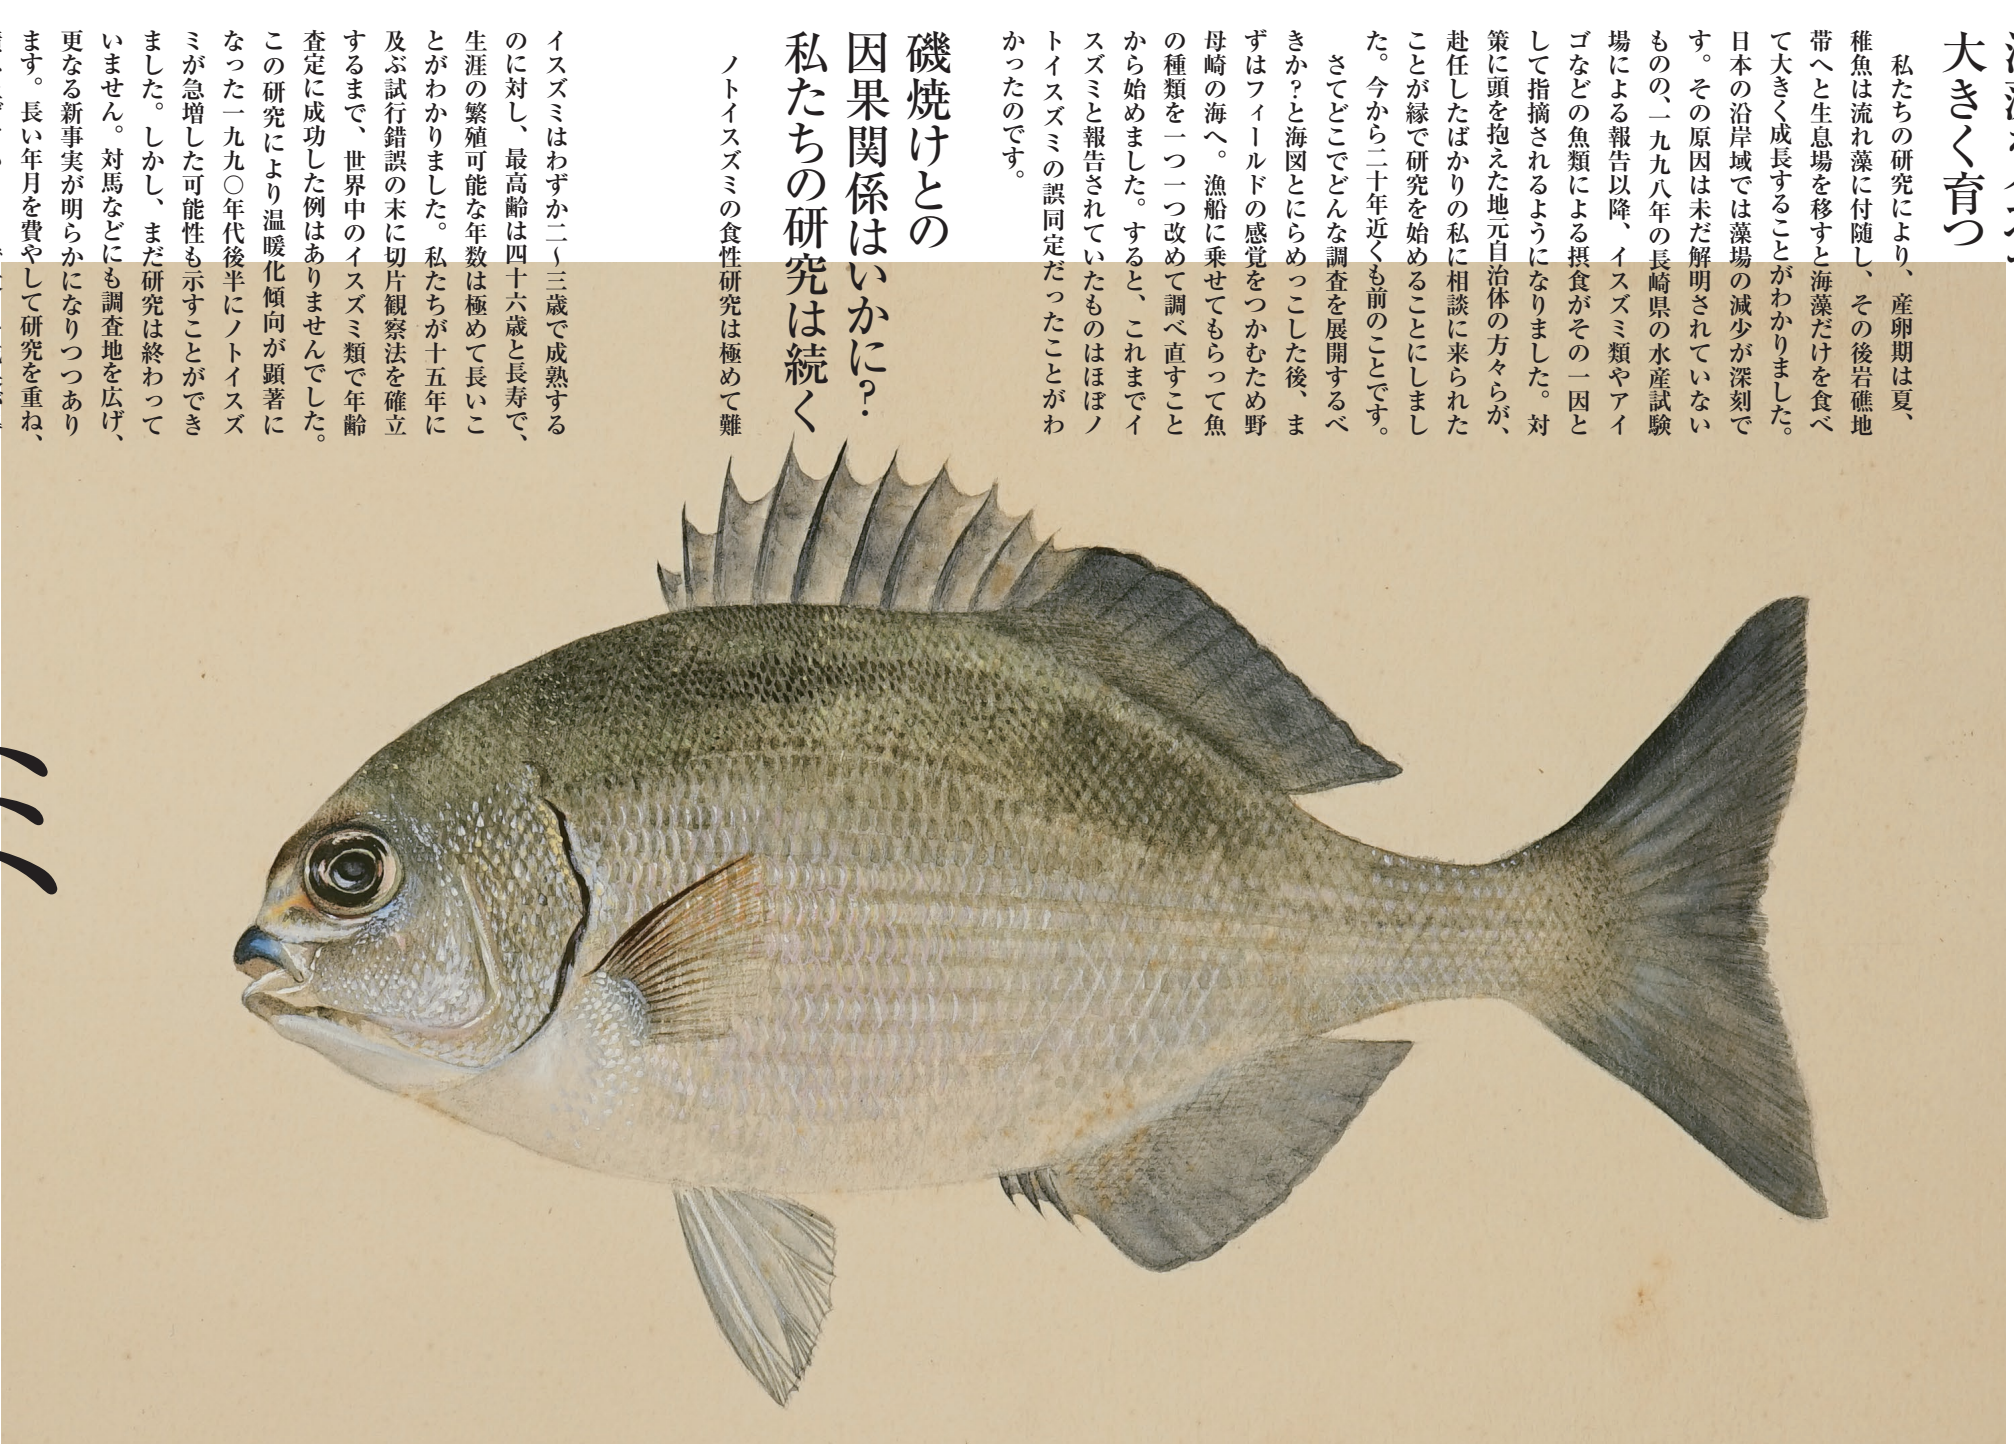 大きく育つ
私たちの研究により、産卵期は夏、
稚魚は流れ藻に付随し、その後岩礁地
帯へと生息場を移すと海藻だけを食べ
て大きく成長することがわかりました。
日本の沿岸域では藻場の減少が深刻で
す。その原因は未だ解明されていない
ものの、一九九八年の長崎県の水産試験
場による報告以降、イスズミ類やアイ
ゴなどの魚類による摂食がその一因と
して指摘されるようになりました。対
策に頭を抱えた地元自治体の方々らが、
赴任したばかりの私に相談に来られた
ことが縁で研究を始めることにしまし
た。今から二十年近くも前のことです。
さてどこでどんな調査を展開するべ
きか?と海図とにらめっこした後、ま
ずはフィールドの感覚をつかむため野
母崎の海へ。漁船に乗せてもらって魚
の種類を一つ一つ改めて調べ直すこと
から始めました。すると、これまでイ
スズミと報告されていたものはほぼノ
トイスズミの誤同定だったことがわ
かったのです。
磯焼けとの
因果関係はいかに?
私たちの研究は続く
ノトイスズミの食性研究は極めて難
イスズミはわずか二〜三歳で成熟する
のに対し、最高齢は四十六歳と長寿で、
生涯の繁殖可能な年数は極めて長いこ
とがわかりました。私たちが十五年に
及ぶ試行錯誤の末に切片観察法を確立
するまで、世界中のイスズミ類で年齢
査定に成功した例はありませんでした。
この研究により温暖化傾向が顕著に
なった一九九〇年代後半にノトイスズ
ミが急増した可能性も示すことができ
ました。しかし、まだ研究は終わって
いません。対馬などにも調査地を広げ、
更なる新事実が明らかになりつつあり
ます。長い年月を費やして研究を重ね、
ミ